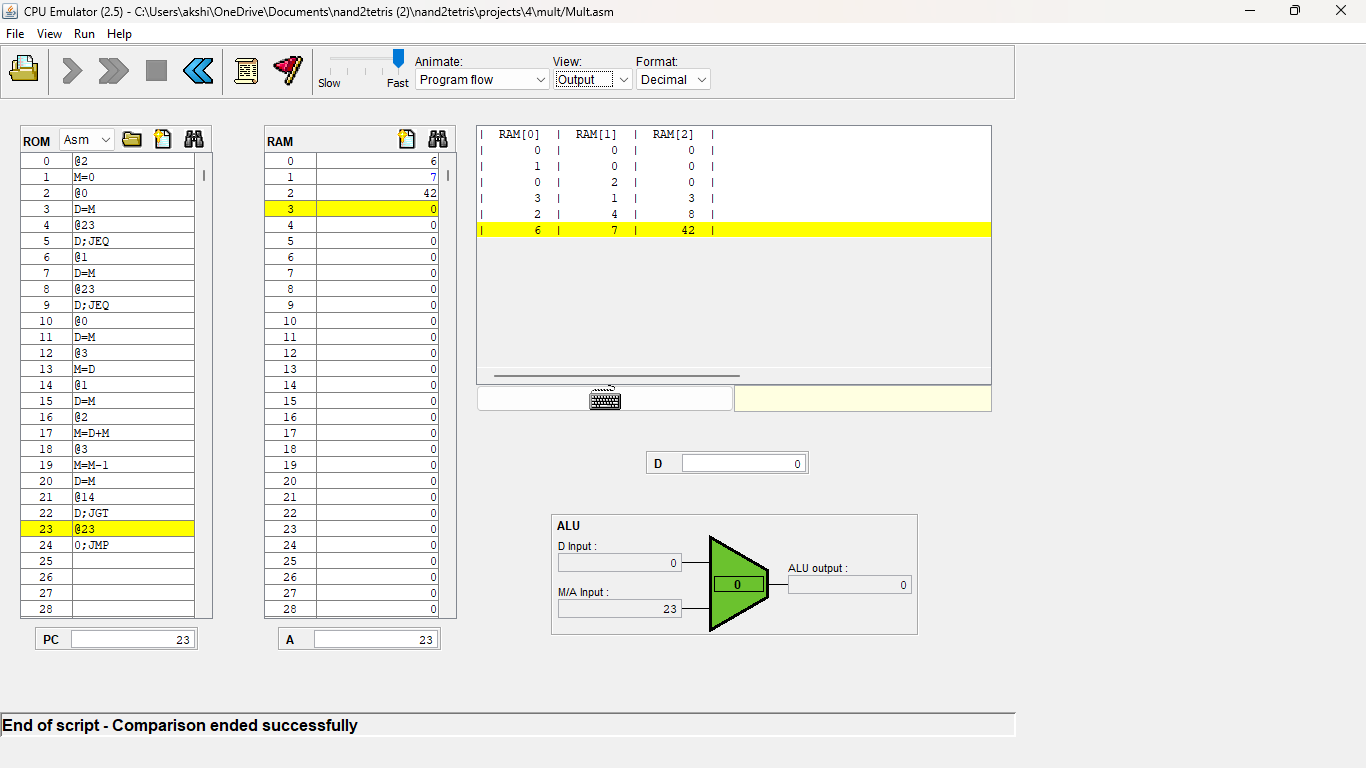 CPU Emulator (2.5) - C:\Users\akshi\OneDrive\Documents\nand2tetris (2)\nand2tetris\projects\4\mult/Mult.asm
File View Run Help
Slow Fast
Animate:
Program flow
View:
Output
Format:
Decimal
ROM Asm
0 @2
1 M=0
2 @0
3 D=M
4 @23
5 D;JEQ
6 @1
7 D=M
8 @23
9 D;JEQ
10 @0
11 D=M
12 @3
13 M=D
14 @1
15 D=M
16 @2
17 M=D+M
18 @3
19 M=M-1
20 D=M
21 @14
22 D;JGT
23 @23
24 0;JMP
25
26
27
28
PC 23
RAM
0 6
1 7
2 42
3 0
4 0
5 0
6 0
7 0
8 0
9 0
10 0
11 0
12 0
13 0
14 0
15 0
16 0
17 0
18 0
19 0
20 0
21 0
22 0
23 0
24 0
25 0
26 0
27 0
28 0
A 23
| RAM[0] | RAM[1] | RAM[2] |
| 0 | 0 | 0 |
| 1 | 0 | 0 |
| 0 | 2 | 0 |
| 3 | 1 | 3 |
| 2 | 4 | 8 |
| 6 | 7 | 42 |
D 0
ALU
D Input :
0
M/A Input :
23
0
ALU output :
0
End of script - Comparison ended successfully